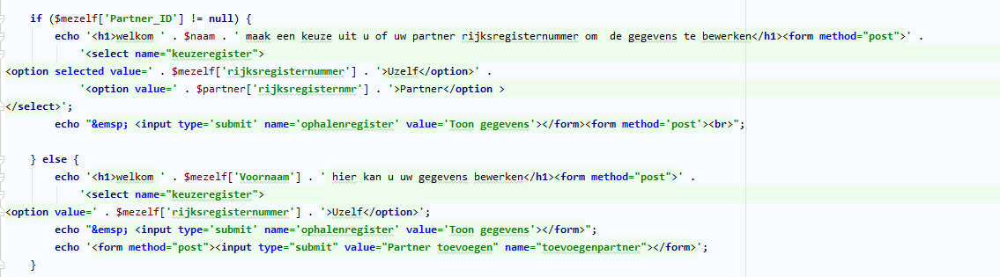 if ($mezelf['Partner_ID'] != null) {
echo '<h1>welkom ' . $naam . ' maak een keuze uit u of uw partner rijksregisternummer om  de gegevens te bewerken</h1><form method="post">' .
'<select name="keuzeregister">
<option selected value=' . $mezelf['rijksregisternummer'] . '>Uzelf</option>' .
'<option value=' . $partner['rijksregisternmr'] . '>Partner</option >
</select>';
echo "&emsp; <input type='submit' name='ophalenregister' value='Toon gegevens'></form><form method='post'><br>";
} else {
echo '<h1>welkom ' . $mezelf['Voornaam'] . ' hier kan u uw gegevens bewerken</h1><form method="post">' .
'<select name="keuzeregister">
<option value=' . $mezelf['rijksregisternummer'] . '>Uzelf</option>';
echo "&emsp; <input type='submit' name='ophalenregister' value='Toon gegevens'></form>";
echo '<form method="post"><input type="submit" value="Partner toevoegen" name="toevoegenpartner"></form>';
}